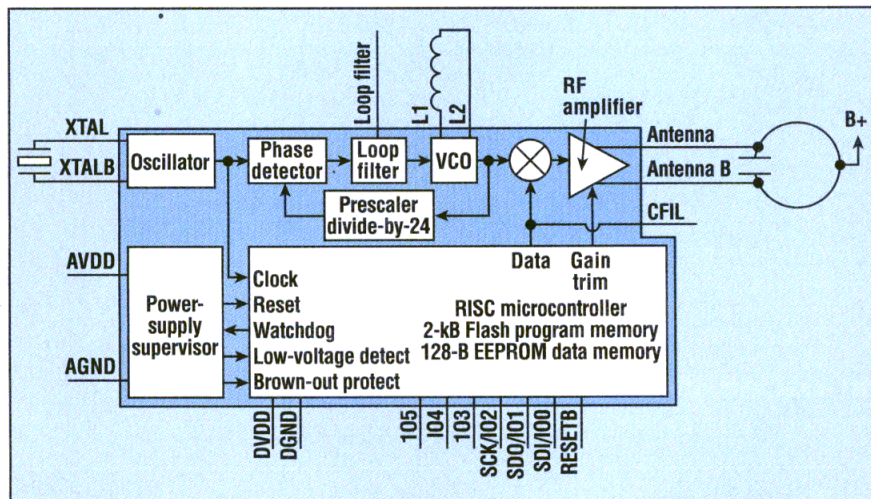 Loop filter
L1
L2
RF
amplifier
XTAL
XTALB
Oscillator
Phase
detector
Loop
filter
VCO
Antenna
Antenna B
B+
Prescaler
divide-by-24
CFIL
AVDD
AGND
Power-
supply
supervisor
Clock
Reset
Watchdog
Low-voltage detect
Brown-out protect
Data
Gain
trim
RISC microcontroller
2-kB Flash program memory
128-B EEPROM data memory
DVDD
DGND
105
104
103
SCK/IO2
SDO/IO1
SDI/IO0
RESETB